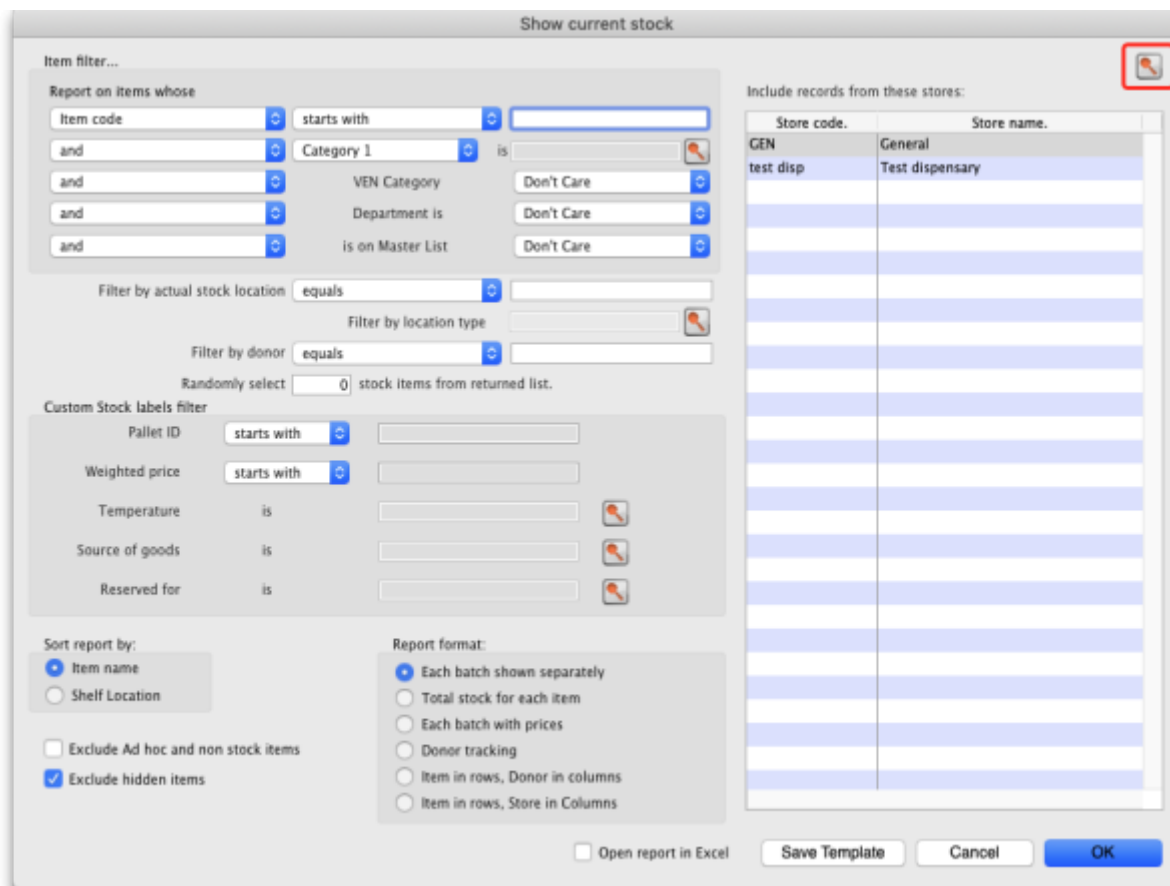 Show current stock
Item filter...
Report on items whose
Item code starts with
and Category 1 is
and VEN Category Don't Care
and Department is Don't Care
and is on Master List Don't Care
Filter by actual stock location equals
Filter by location type
Filter by donor equals
Randomly select 0 stock items from returned list.
Custom Stock labels filter
Pallet ID starts with
Weighted price starts with
Temperature is
Source of goods is
Reserved for is
Sort report by:
Item name
Shelf Location
Exclude Ad hoc and non stock items
Exclude hidden items
Report format:
Each batch shown separately
Total stock for each item
Each batch with prices
Donor tracking
Item in rows, Donor in columns
Item in rows, Store in Columns
Include records from these stores:
Store code. Store name.
GEN General
test disp Test dispensary
Open report in Excel Save Template Cancel OK